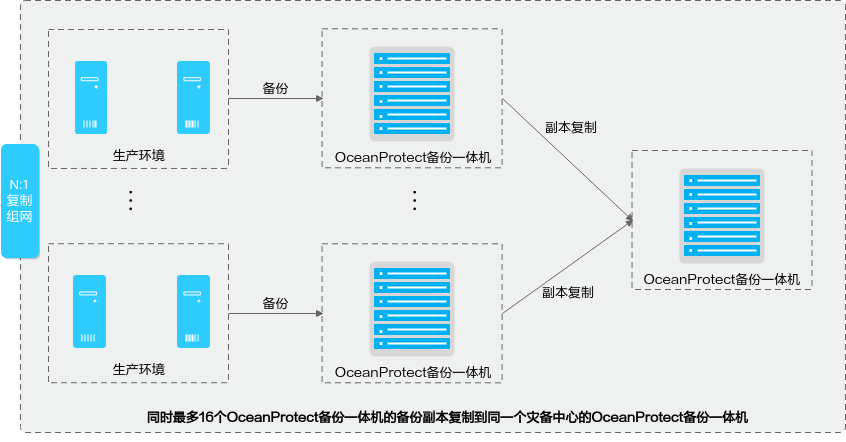 N:1
复制
组网
备份
副本复制
生产环境
OceanProtect备份一体机
OceanProtect备份一体机
备份
副本复制
生产环境
OceanProtect备份一体机
同时最多16个OceanProtect备份一体机的备份副本复制到同一个灾备中心的OceanProtect备份一体机